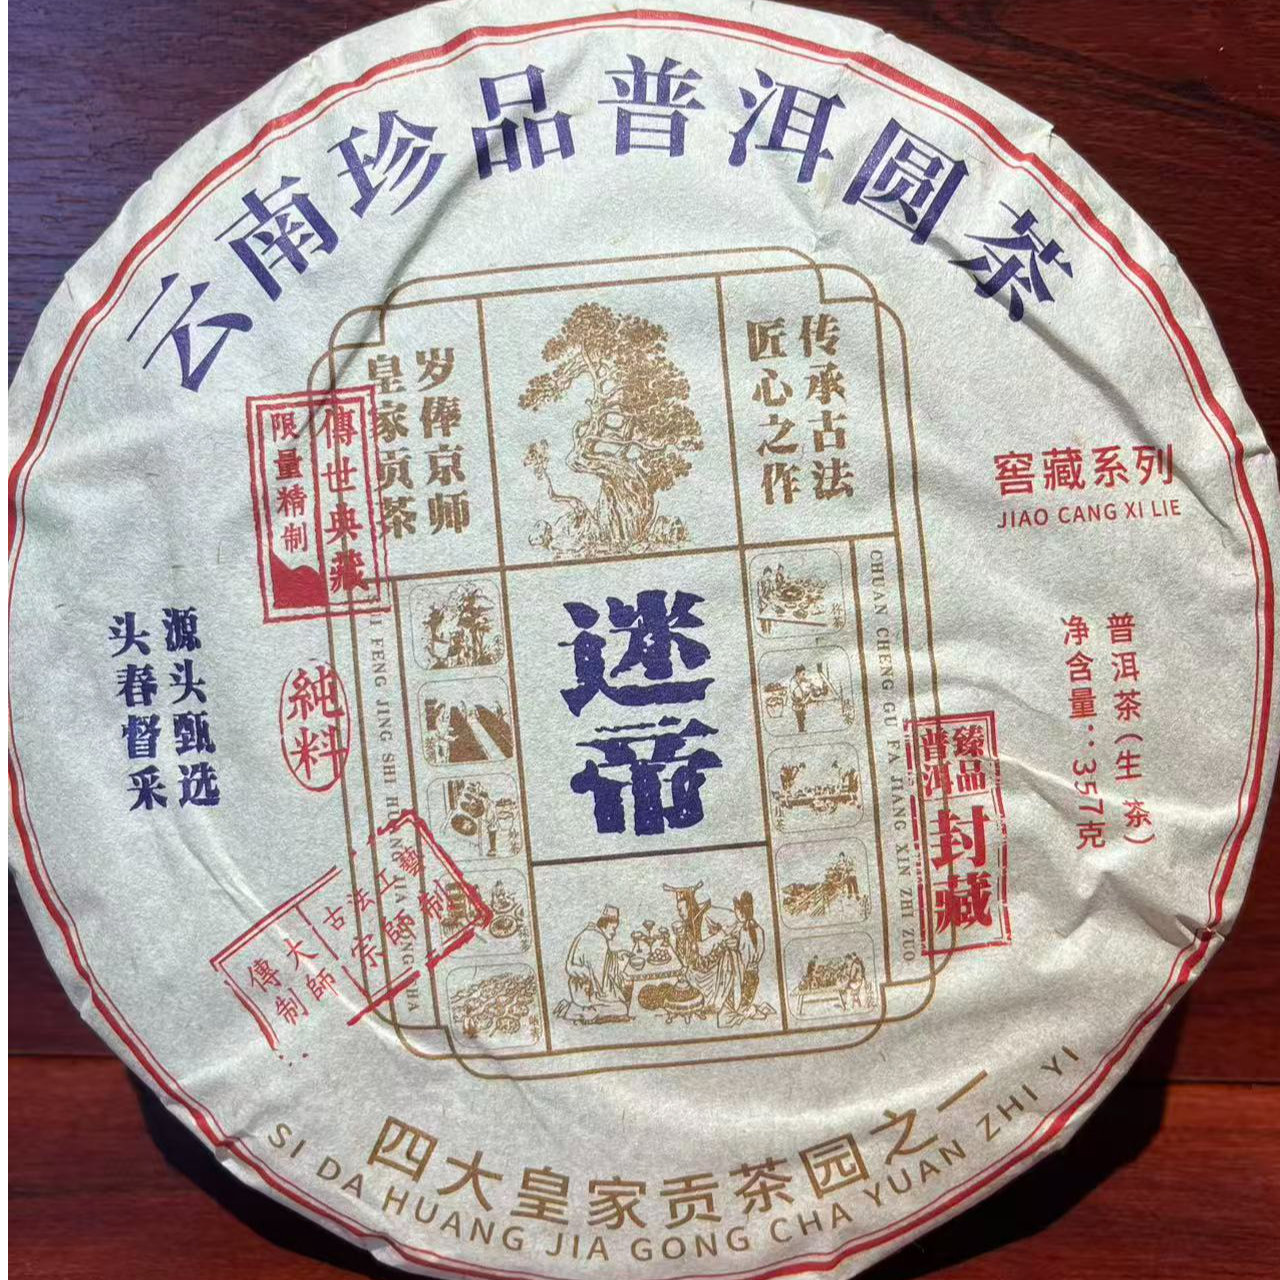 云南珍品普洱圆茶
传承古法
匠心之作
岁俸京师
皇家贡茶
傳世典藏
限量精制
窖藏系列
JIAO CANG XI LIE
迷帝
源头甄选
头春督采
純料
普洱茶(生茶)
净含量:357克
CHUAN CHENG GU FA JIANG XIN ZHI ZUO
臻品
普洱
封藏
古法工藝
宗師師制
大師
傳制
四大皇家贡茶园之一
SI DA HUANG JIA GONG CHA YUAN ZHI YI